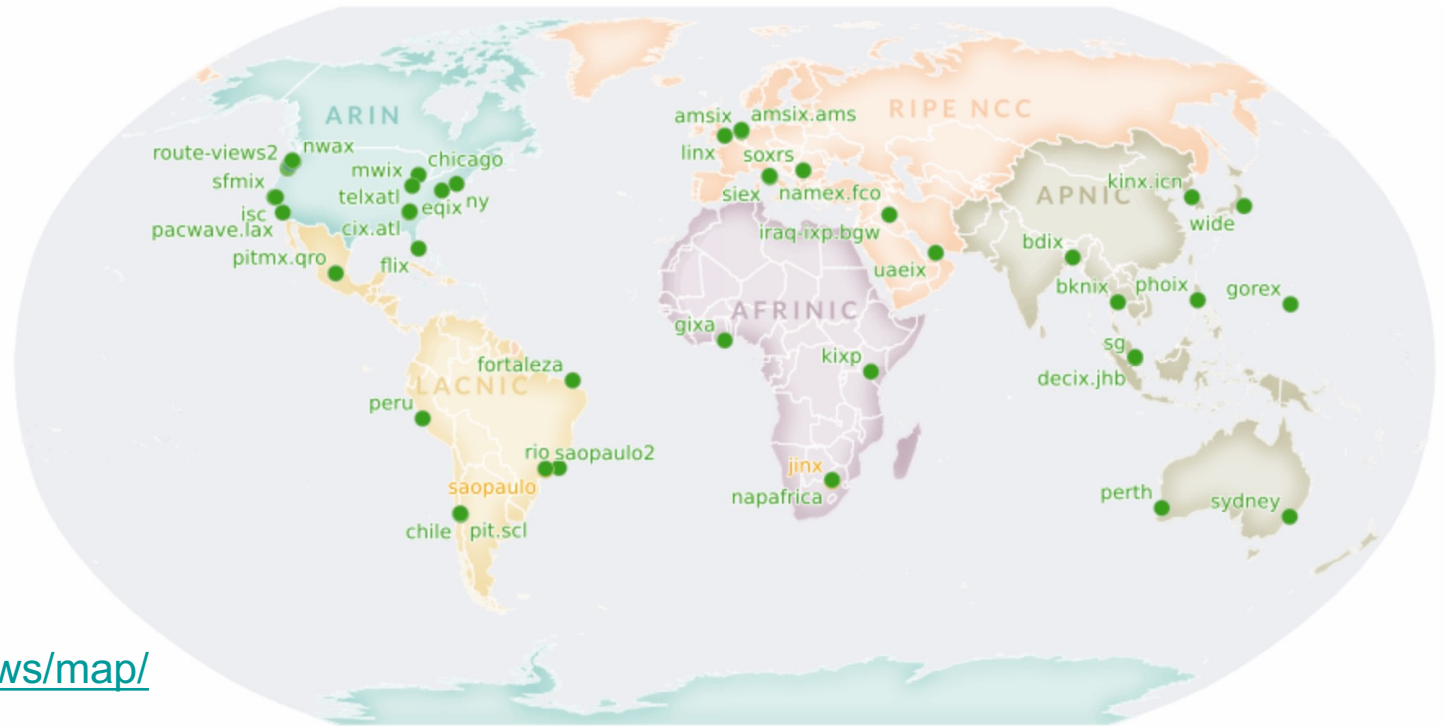 ARIN
RIPE NCC
amsix amsix.ams
route-views2 nwax
linx soxrs
mwix chicago
sfmix
telxatl eqix ny
siex namex.fco
APNIC kinx.icn
isc
pacwave.lax cix.atl
iraq-ixp.bgw
wide
bdix
pitmx.qro flix
uaeix
bknix phoix gorex
AFRINIC
gixa
sg
kixp
fortaleza
decix.jhb
LACNIC
peru
rio saopaulo2
jinx
saopaulo
napafrica
perth sydney
chile pit.scl
ws/map/